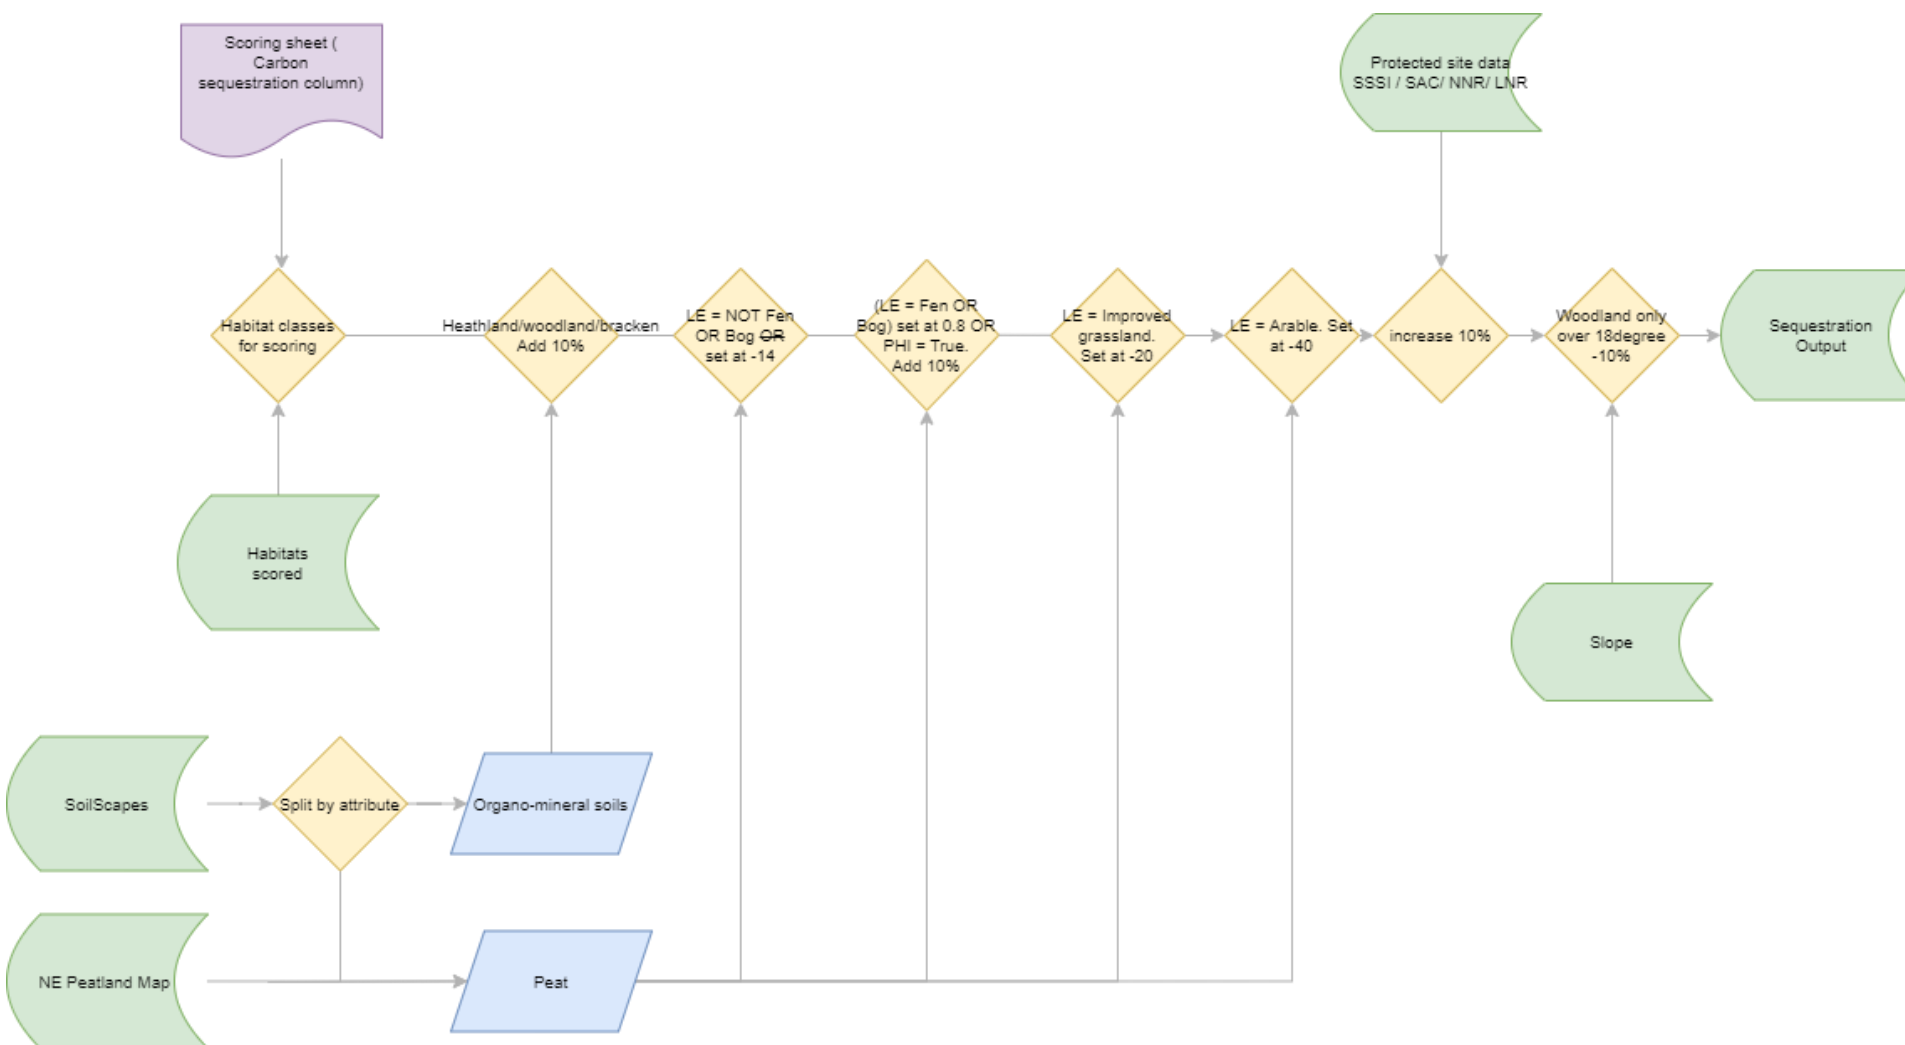 Scoring sheet (
Carbon
sequestration column)
Protected site data
SSSI / SAC/ NNR/ LNR
Habitat classes
for scoring
Heathland/woodland/bracken
Add 10%
LE = NOT Fen
OR Bog OR
set at -14
(LE = Fen OR
Bog) set at 0.8 OR
PHI = True.
Add 10%
LE = Improved
grassland.
Set at -20
LE = Arable. Set
at -40
increase 10%
Woodland only
over 18degree
-10%
Sequestration
Output
Habitats
scored
Slope
SoilScapes
Split by attribute
Organo-mineral soils
NE Peatland Map
Peat